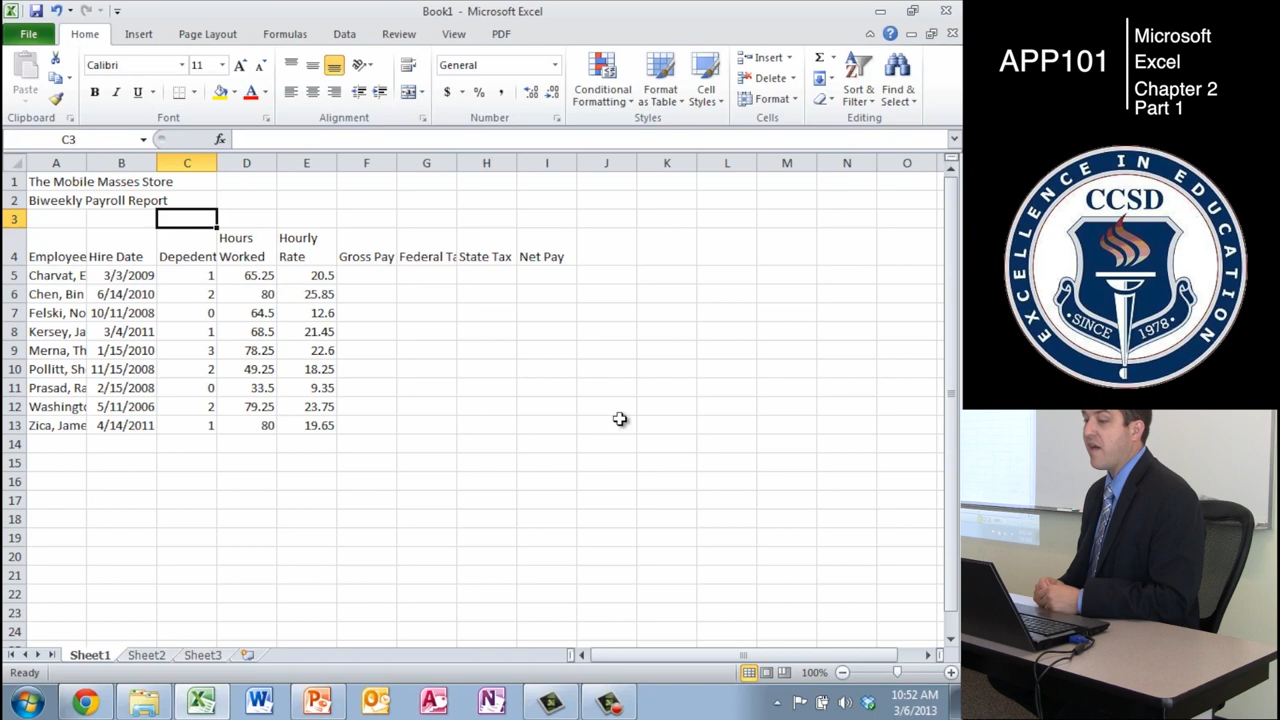 Book1 - Microsoft Excel
File Home Insert Page Layout Formulas Data Review View PDF
Calibri 11 General
Paste
B I U
$ % ,
Conditional Formatting
Format as Table
Cell Styles
Insert
Delete
Format
Σ
Sort & Filter
Find & Select
Clipboard Font Alignment Number Styles Cells Editing
C3 fx
A B C D E F G H I J K L M N O
1 The Mobile Masses Store
2 Biweekly Payroll Report
3
4 Employee Hire Date Depedent Hours Worked Hourly Rate Gross Pay Federal Ta State Tax Net Pay
5 Charvat, E 3/3/2009 1 65.25 20.5
6 Chen, Bin 6/14/2010 2 80 25.85
7 Felski, No 10/11/2008 0 64.5 12.6
8 Kersey, Ja 3/4/2011 1 68.5 21.45
9 Merna, Th 1/15/2010 3 78.25 22.6
10 Pollitt, Sh 11/15/2008 2 49.25 18.25
11 Prasad, Ra 2/15/2008 0 33.5 9.35
12 Washingt 5/11/2006 2 79.25 23.75
13 Zica, Jame 4/14/2011 1 80 19.65
14
15
16
17
18
19
20
21
22
23
24
Sheet1 Sheet2 Sheet3
Ready 100%
10:52 AM
3/6/2013
APP101
Microsoft
Excel
Chapter 2
Part 1
EXCELLENCE IN EDUCATION
CCSD
SINCE 1978